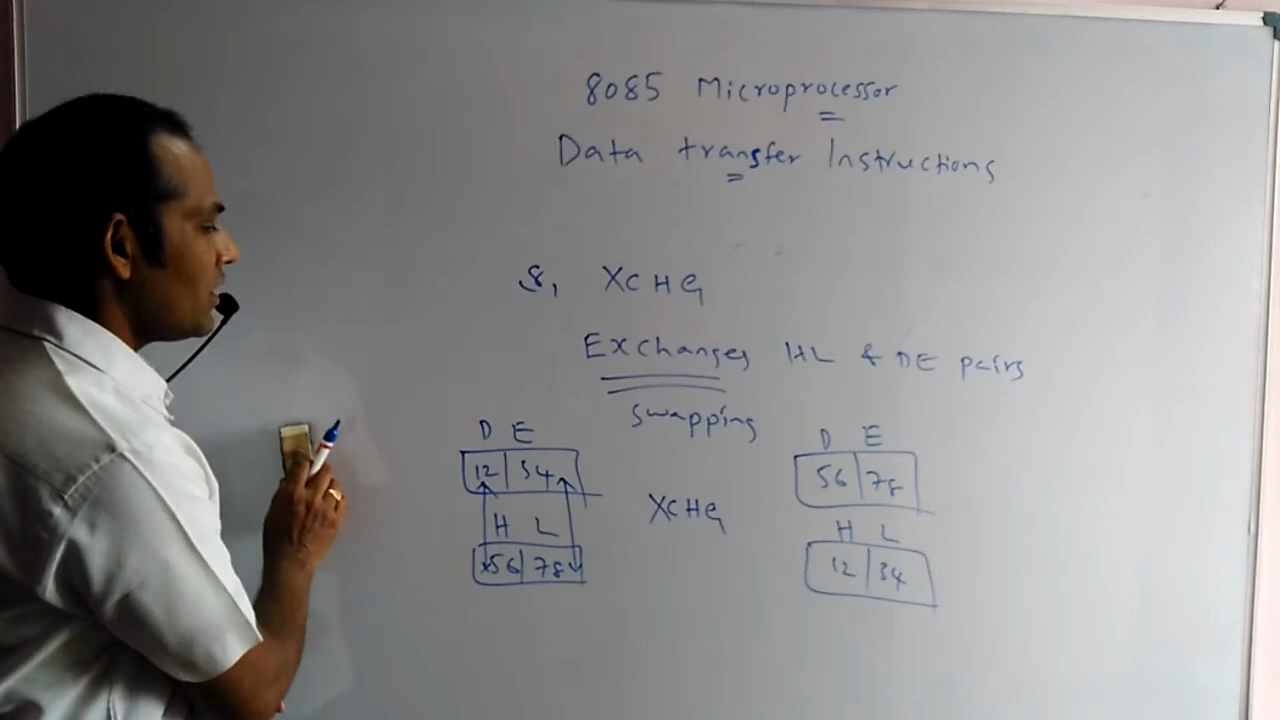 8085 Microprocessor
Data transfer Instructions
8, XCHG
Exchanges HL & DE pairs
swapping
D E
12 34
H L
56 78
XCHG
D E
56 78
H L
12 34